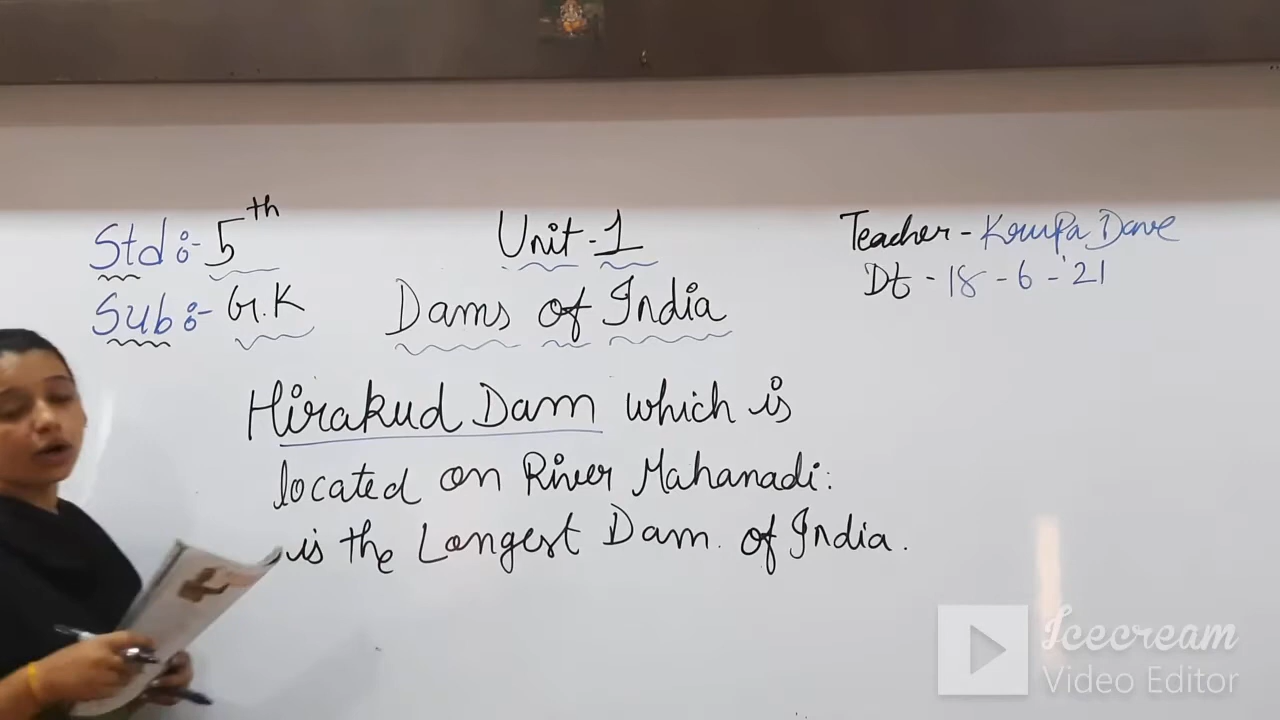 Std :- 5th
Sub :- G.K
Unit - 1
Dams of India
Teacher - Krupa Dave
Dt - 18 - 6 - '21
Hirakud Dam which is
located on River Mahanadi:
is the Longest Dam. of India.
Icecream
Video Editor